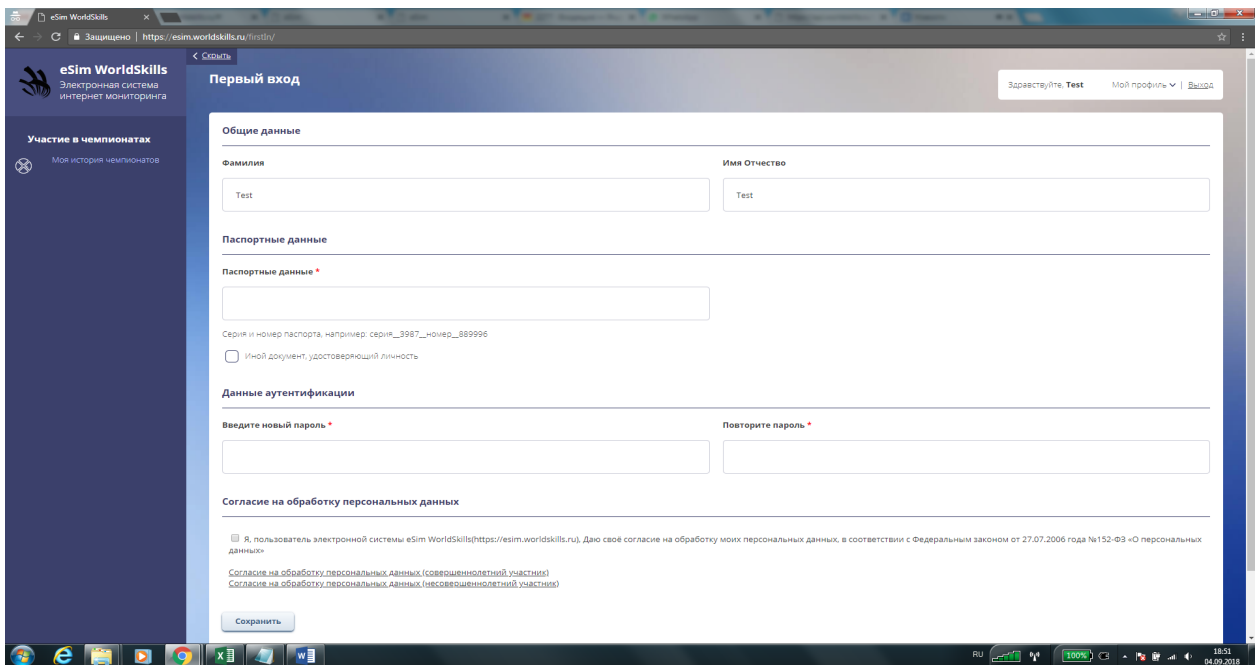 eSim WorldSkills
Защищено | https://esim.worldskills.ru/firstln/
< Скрыть
eSim WorldSkills
Электронная система
интернет мониторинга
Первый вход
Здравствуйте, Test Мой профиль | Выход
Участие в чемпионатах
Моя история чемпионатов
Общие данные
Фамилия Имя Отчество
Test Test
Паспортные данные
Паспортные данные *
Серия и номер паспорта, например: серия__3987__номер__889996
Иной документ, удостоверяющий личность
Данные аутентификации
Введите новый пароль * Повторите пароль *
Согласие на обработку персональных данных
Я, пользователь электронной системы eSim WorldSkills(https://esim.worldskills.ru), Даю своё согласие на обработку моих персональных данных, в соответствии с Федеральным законом от 27.07.2006 года №152-ФЗ «О персональных
данных»
Согласие на обработку персональных данных (совершеннолетний участник)
Согласие на обработку персональных данных (несовершеннолетний участник)
Сохранить
RU 100% 18:51
04.09.2018